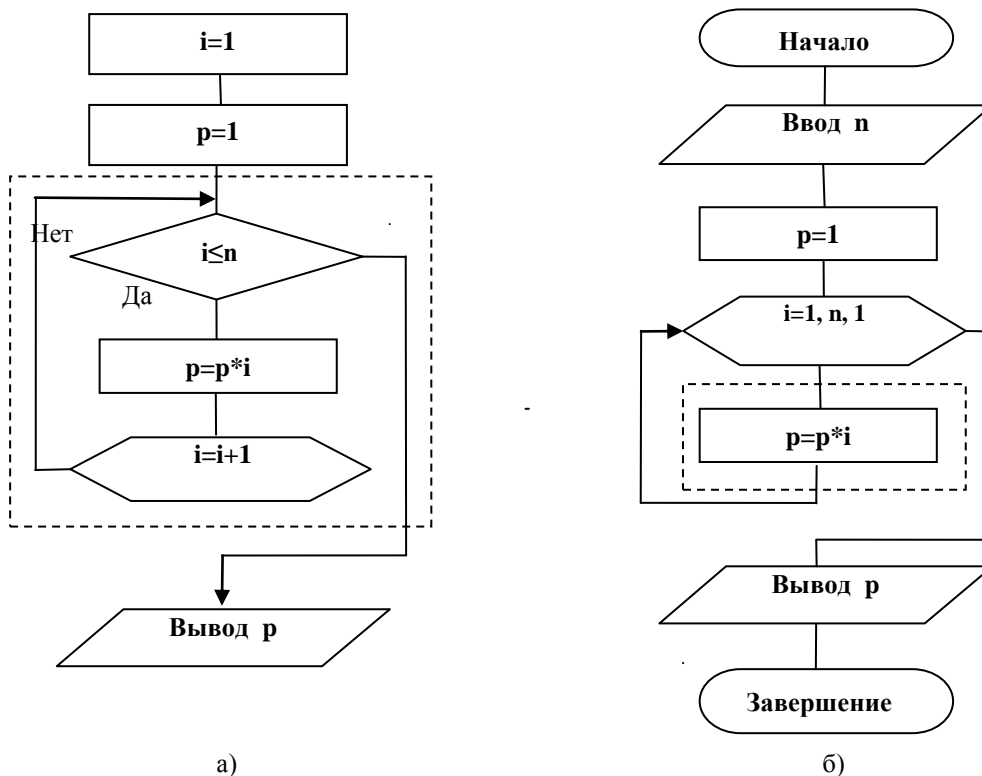 i=1
p=1
Нет
i≤n
Да
p=p*i
i=i+1
Вывод p
а)
Начало
Ввод n
p=1
i=1, n, 1
p=p*i
Вывод p
Завершение
б)